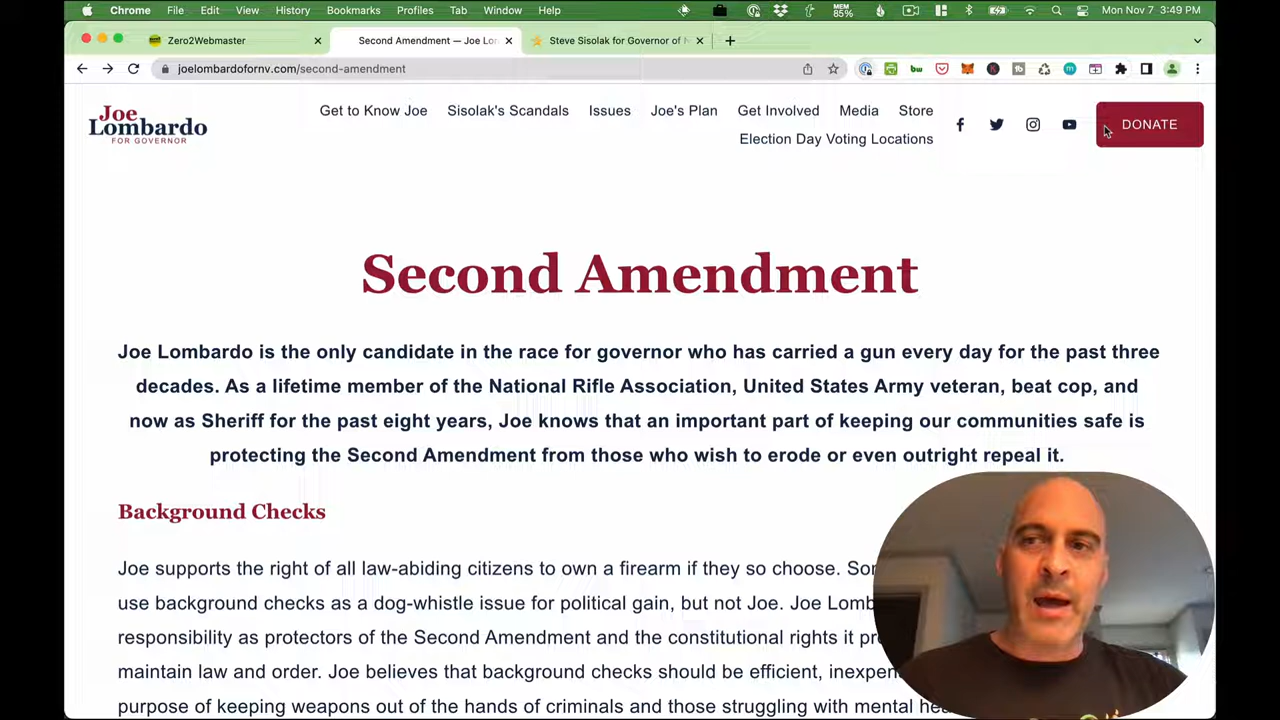 Chrome File Edit View History Bookmarks Profiles Tab Window Help MEM 85% Mon Nov 7 3:49 PM
Zero2Webmaster Second Amendment — Joe Lo Steve Sisolak for Governor of
joelombardofornv.com/second-amendment
Joe
Lombardo
FOR GOVERNOR
Get to Know Joe Sisolak's Scandals Issues Joe's Plan Get Involved Media Store
Election Day Voting Locations
DONATE
Second Amendment
Joe Lombardo is the only candidate in the race for governor who has carried a gun every day for the past three
decades. As a lifetime member of the National Rifle Association, United States Army veteran, beat cop, and
now as Sheriff for the past eight years, Joe knows that an important part of keeping our communities safe is
protecting the Second Amendment from those who wish to erode or even outright repeal it.
Background Checks
Joe supports the right of all law-abiding citizens to own a firearm if they so choose.
use background checks as a dog-whistle issue for political gain, but not Joe. Joe
responsibility as protectors of the Second Amendment and the constitutional rights it
maintain law and order. Joe believes that background checks should be efficient,
purpose of keeping weapons out of the hands of criminals and those struggling with mental